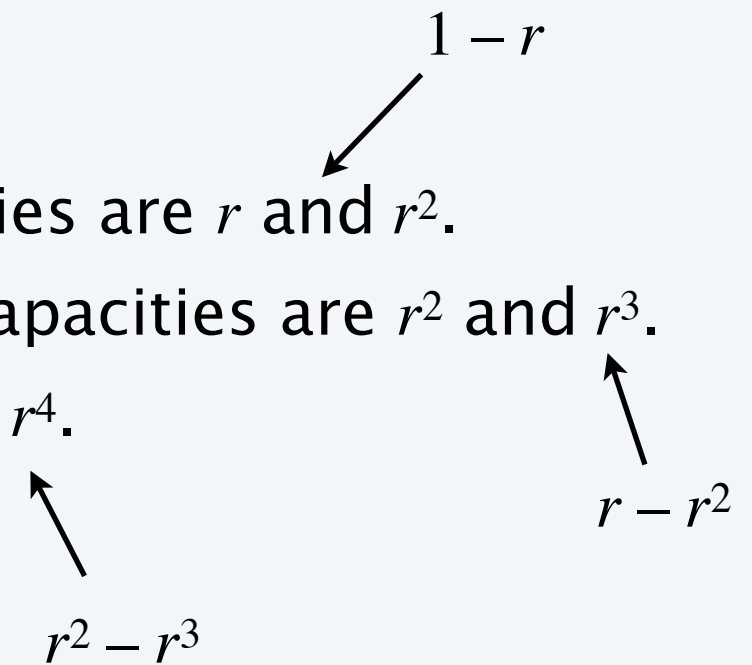 1 – r
ies are r and r².
apacities are r² and r³.
r⁴.
r – r²
r² – r³